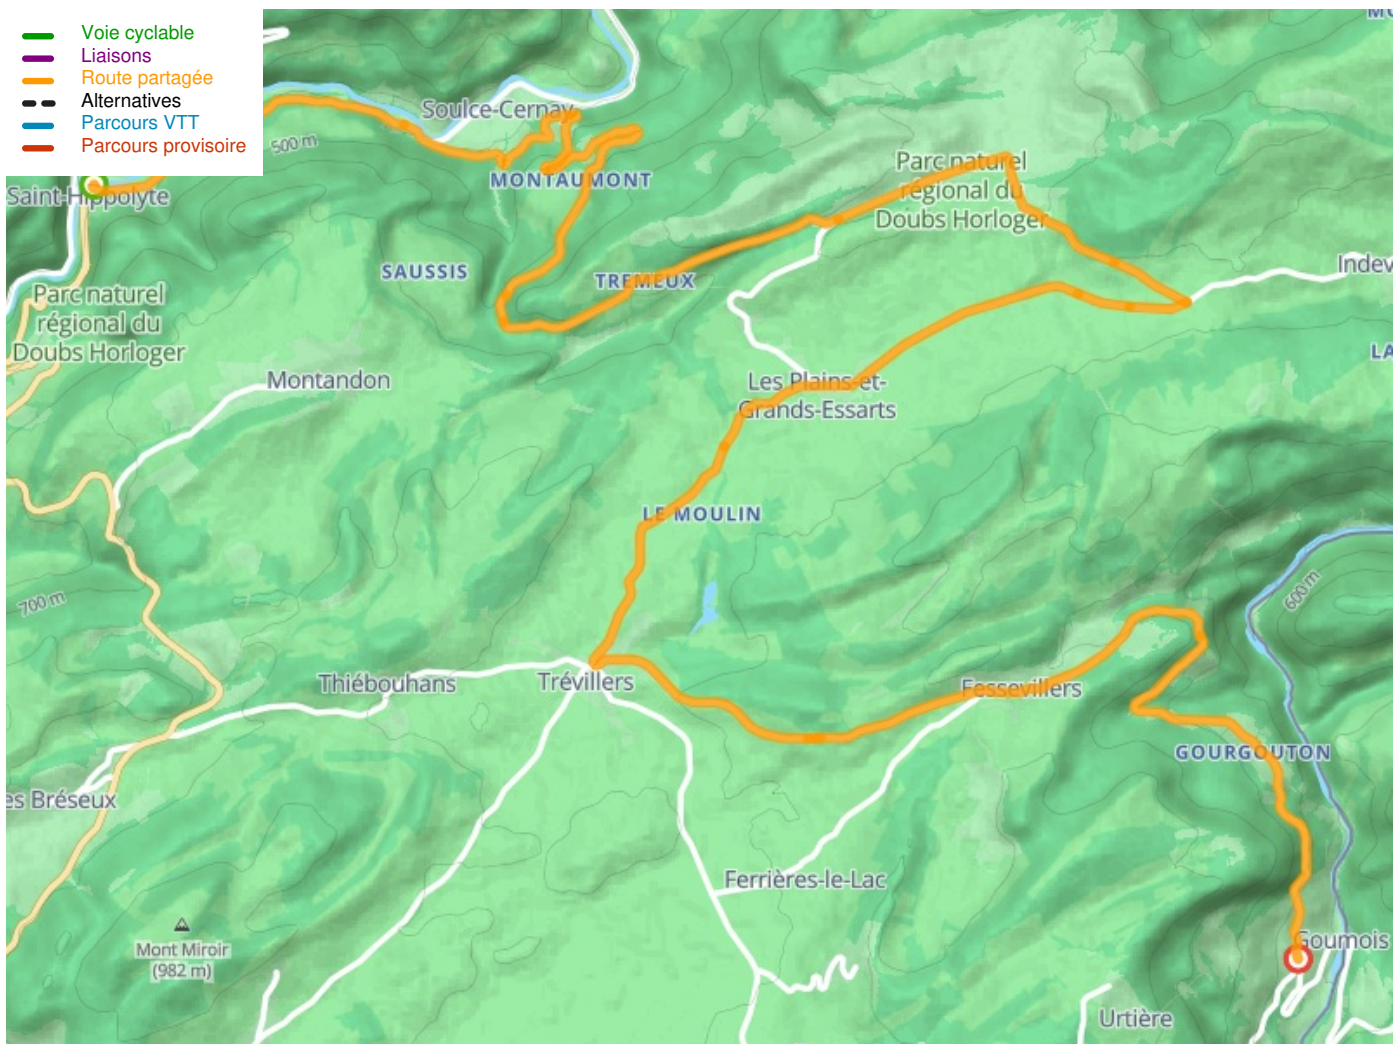 Voie cyclable
Liaisons
Route partagée
Alternatives
Parcours VTT
Parcours provisoire
Soulce-Cernay
500 m
MONTAUMONT
Saint-Hippolyte
Parc naturel
régional du
Doubs Horloger
SAUSSIS
TREMEUX
Indev
Parc naturel
régional du
Doubs Horloger
LA
Montandon
Les Plains-et-
Grands-Essarts
LE MOULIN
700 m
600 m
Thiébouhans
Trévillers
Fessevillers
GOURGOUTON
es Bréseux
Ferrières-le-Lac
Mont Miroir
(982 m)
Goumois
Urtière